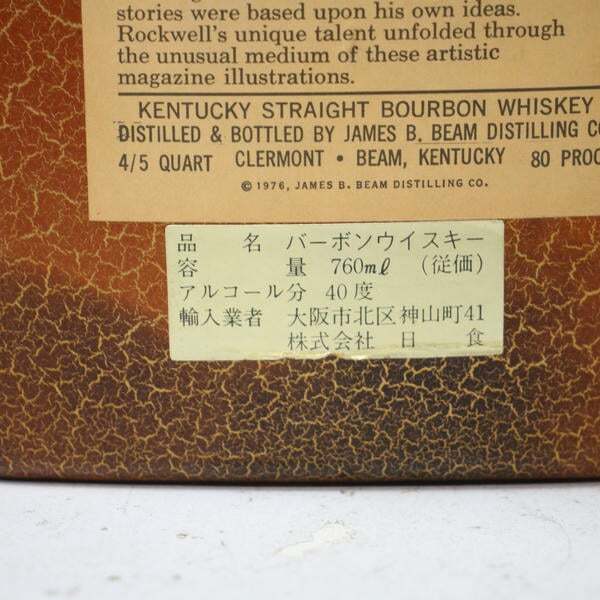 stories were based upon his own ideas.
Rockwell's unique talent unfolded through
the unusual medium of these artistic
magazine illustrations.
KENTUCKY STRAIGHT BOURBON WHISKEY
DISTILLED & BOTTLED BY JAMES B. BEAM DISTILLING CO
4/5 QUART CLERMONT • BEAM, KENTUCKY 80 PROO
© 1976, JAMES B. BEAM DISTILLING CO.
品 名 バーボンウイスキー
容 量 760ml (従価)
アルコール分 40度
輸入業者 大阪市北区神山町41
株式会社 日 食